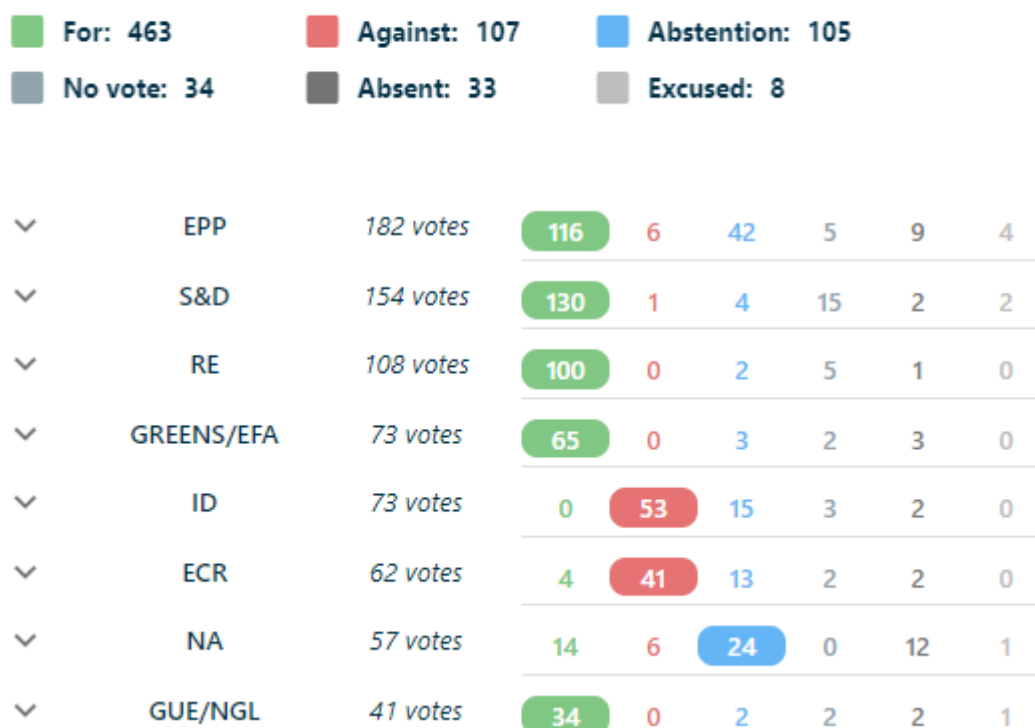 For: 463 Against: 107 Abstention: 105
No vote: 34 Absent: 33 Excused: 8
EPP 182 votes 116 6 42 5 9 4
S&D 154 votes 130 1 4 15 2 2
RE 108 votes 100 0 2 5 1 0
GREENS/EFA 73 votes 65 0 3 2 3 0
ID 73 votes 0 53 15 3 2 0
ECR 62 votes 4 41 13 2 2 0
NA 57 votes 14 6 24 0 12 1
GUE/NGL 41 votes 34 0 2 2 2 1